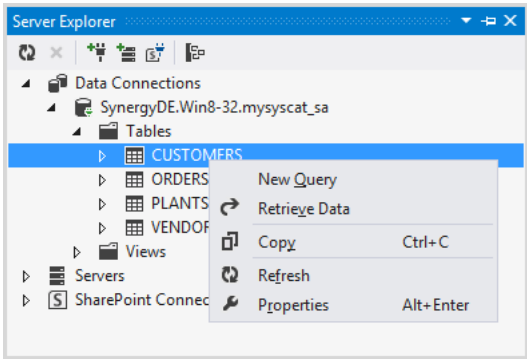 Server Explorer
Data Connections
SynergyDE.Win8-32.mysyscat_sa
Tables
CUSTOMERS
ORDERS
PLANTS
VENDOR
Views
Servers
SharePoint Connec
New Query
Retrieve Data
Copy Ctrl+C
Refresh
Properties Alt+Enter